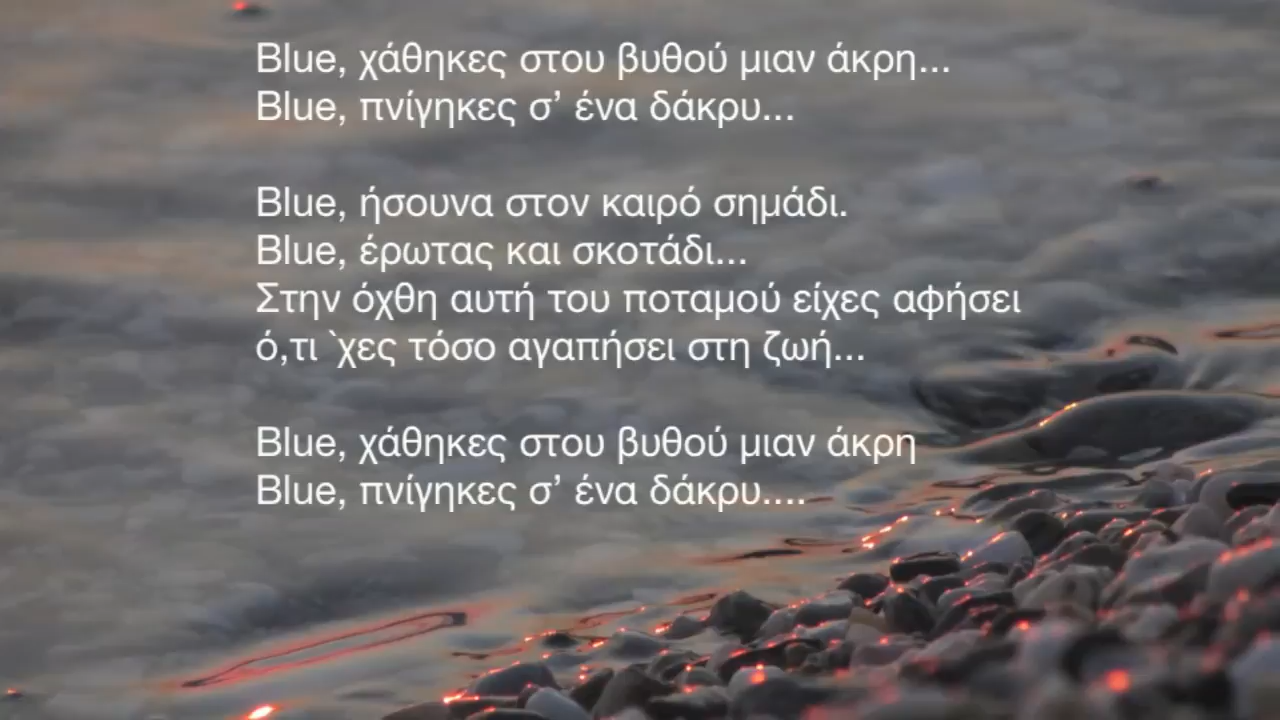 Blue, χάθηκες στου βυθού μιαν άκρη...
Blue, πνίγηκες σ’ ένα δάκρυ...
Blue, ήσουνα στον καιρό σημάδι.
Blue, έρωτας και σκοτάδι...
Στην όχθη αυτή του ποταμού είχες αφήσει
ό,τι `χες τόσο αγαπήσει στη ζωή...
Blue, χάθηκες στου βυθού μιαν άκρη
Blue, πνίγηκες σ’ ένα δάκρυ....